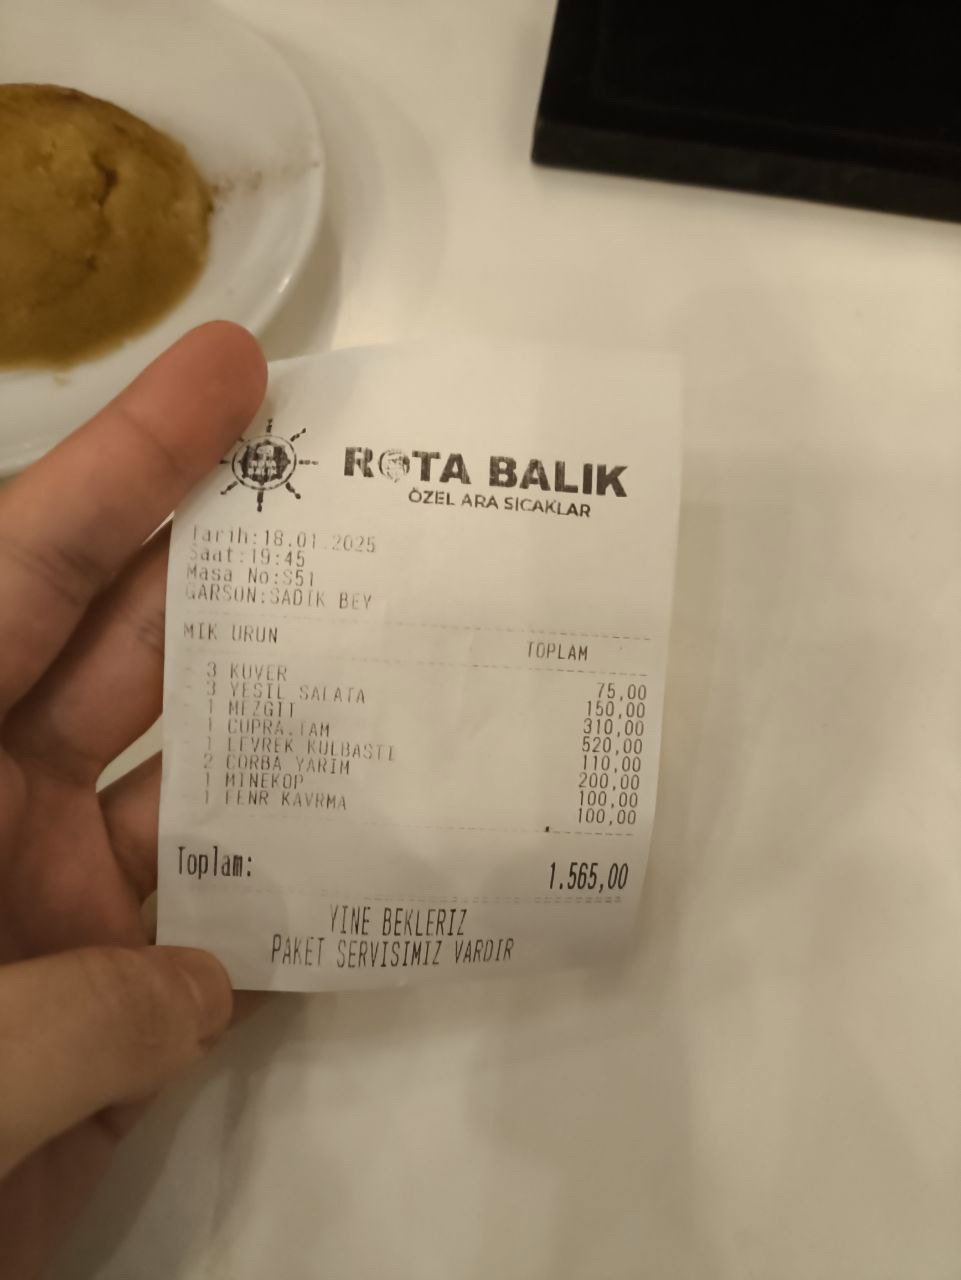 ROTA BALIK
ÖZEL ARA SICAKLAR
Tarih:18.01.2025
Saat:19:45
Masa No:S51
GARSON:SADIK BEY
MIK URUN TOPLAM
- 3 KUVER 75,00
- 3 YESIL SALATA 150,00
- 1 MEZGIT 310,00
- 1 CUPRA.TAM 520,00
- 1 LEVREK KULBASTI 110,00
- 2 CORBA YARIM 200,00
- 1 MINEKOP 100,00
- 1 FENR KAVRMA 100,00
Toplam: 1.565,00
YINE BEKLERIZ
PAKET SERVISIMIZ VARDIR